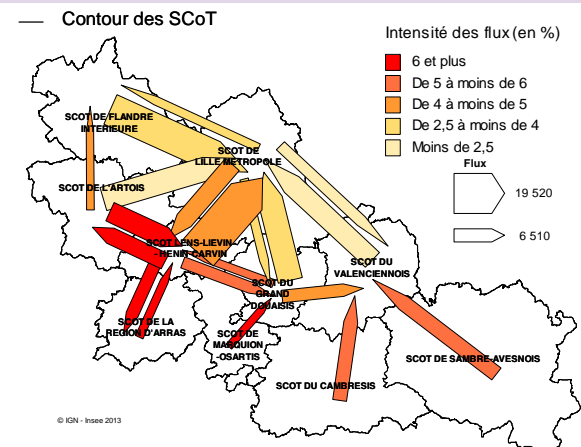 Contour des SCoT
Intensité des flux (en %)
6 et plus
De 5 à moins de 6
De 4 à moins de 5
De 2,5 à moins de 4
Moins de 2,5
Flux
19 520
6 510
SCOT DE FLANDRE
INTERIEURE
SCOT DE
LILLE METROPOLE
SCOT DE L'ARTOIS
SCOT LENS-LIEVIN-
-HENIN-CARVIN
SCOT DU
VALENCIENNOIS
SCOT DU
GRAND
DOUAISIS
SCOT DE LA
REGION D'ARRAS
SCOT DE
MARQUION
-OSARTIS
SCOT DE SAMBRE-AVESNOIS
SCOT DU CAMBRESIS
© IGN - Insee 2013